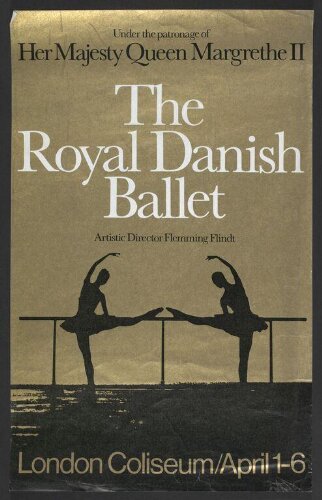 Under the patronage of
Her Majesty Queen Margrethe II
The
Royal Danish
Ballet
Artistic Director Flemming Flindt
London Coliseum/April 1-6